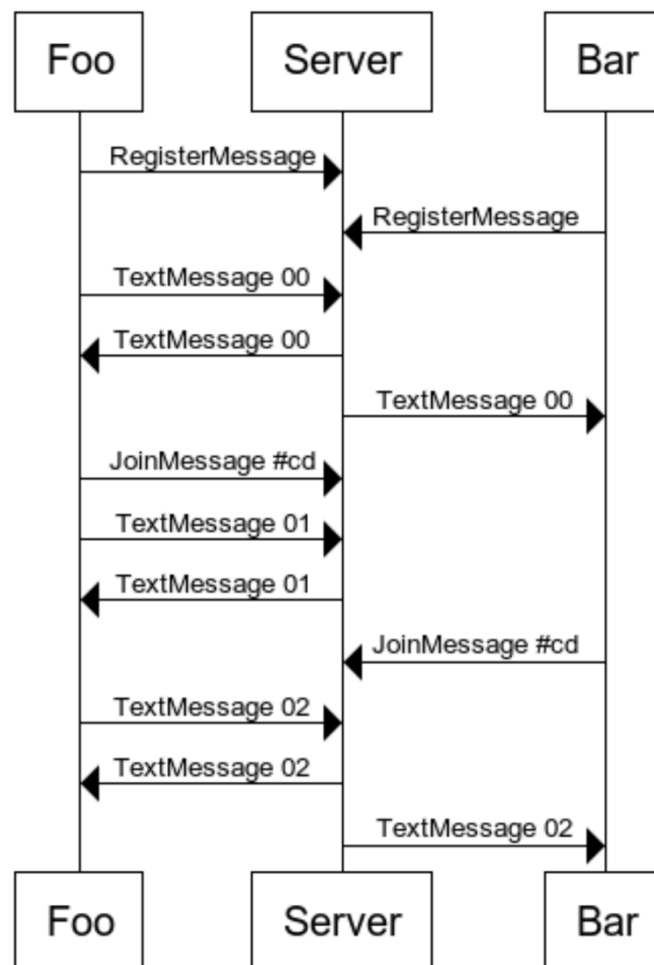 Foo Server Bar
RegisterMessage
RegisterMessage
TextMessage 00
TextMessage 00
TextMessage 00
JoinMessage #cd
TextMessage 01
TextMessage 01
JoinMessage #cd
TextMessage 02
TextMessage 02
TextMessage 02
Foo Server Bar